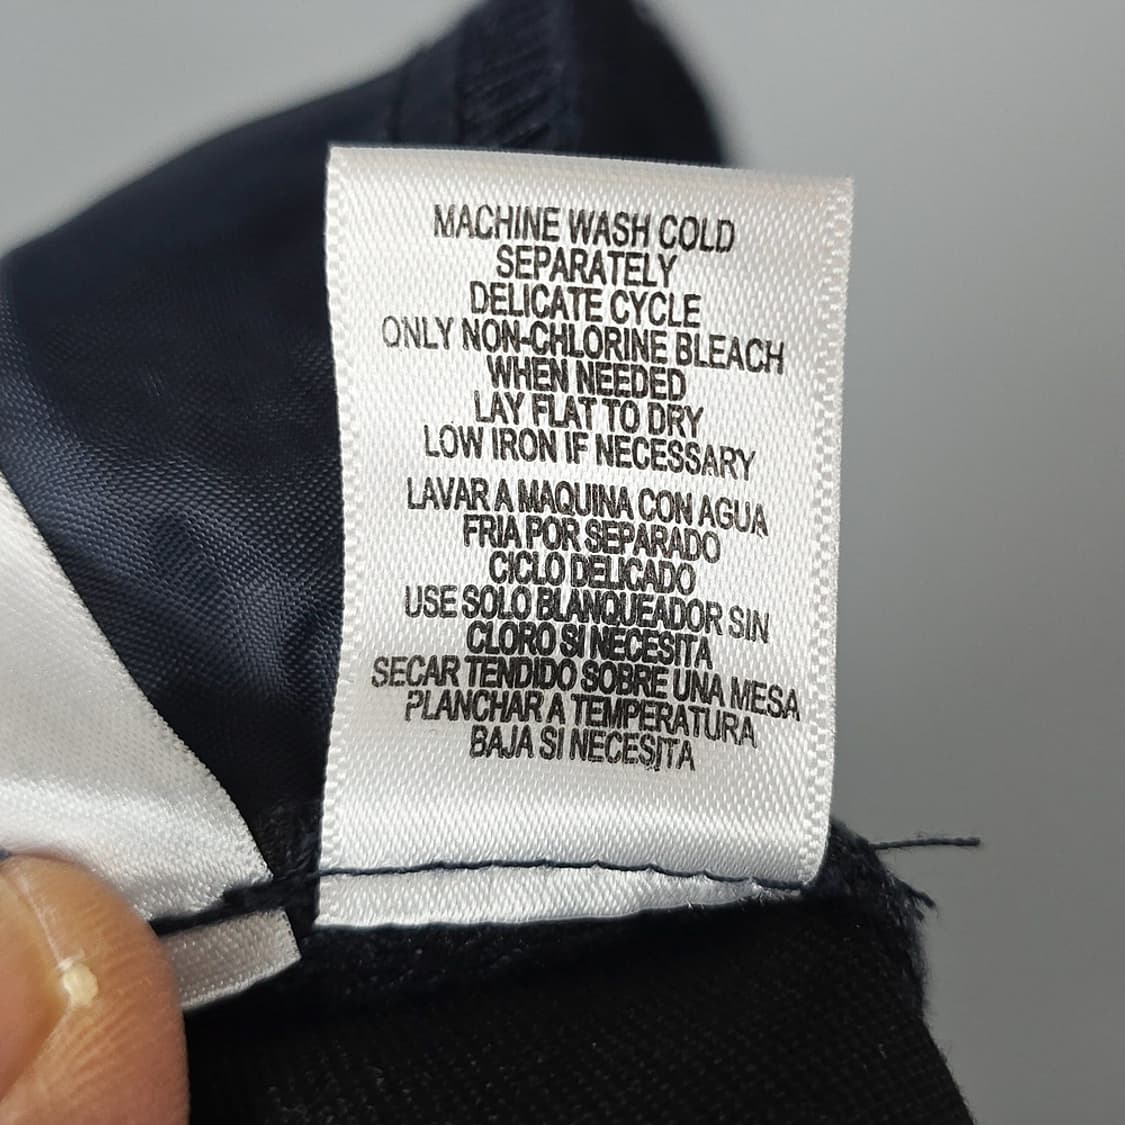 MACHINE WASH COLD
SEPARATELY
DELICATE CYCLE
ONLY NON-CHLORINE BLEACH
WHEN NEEDED
LAY FLAT TO DRY
LOW IRON IF NECESSARY
LAVAR A MAQUINA CON AGUA
FRIA POR SEPARADO
CICLO DELICADO
USE SOLO BLANQUEADOR SIN
CLORO SI NECESITA
SECAR TENDIDO SOBRE UNA MESA
PLANCHAR A TEMPERATURA
BAJA SI NECESITA